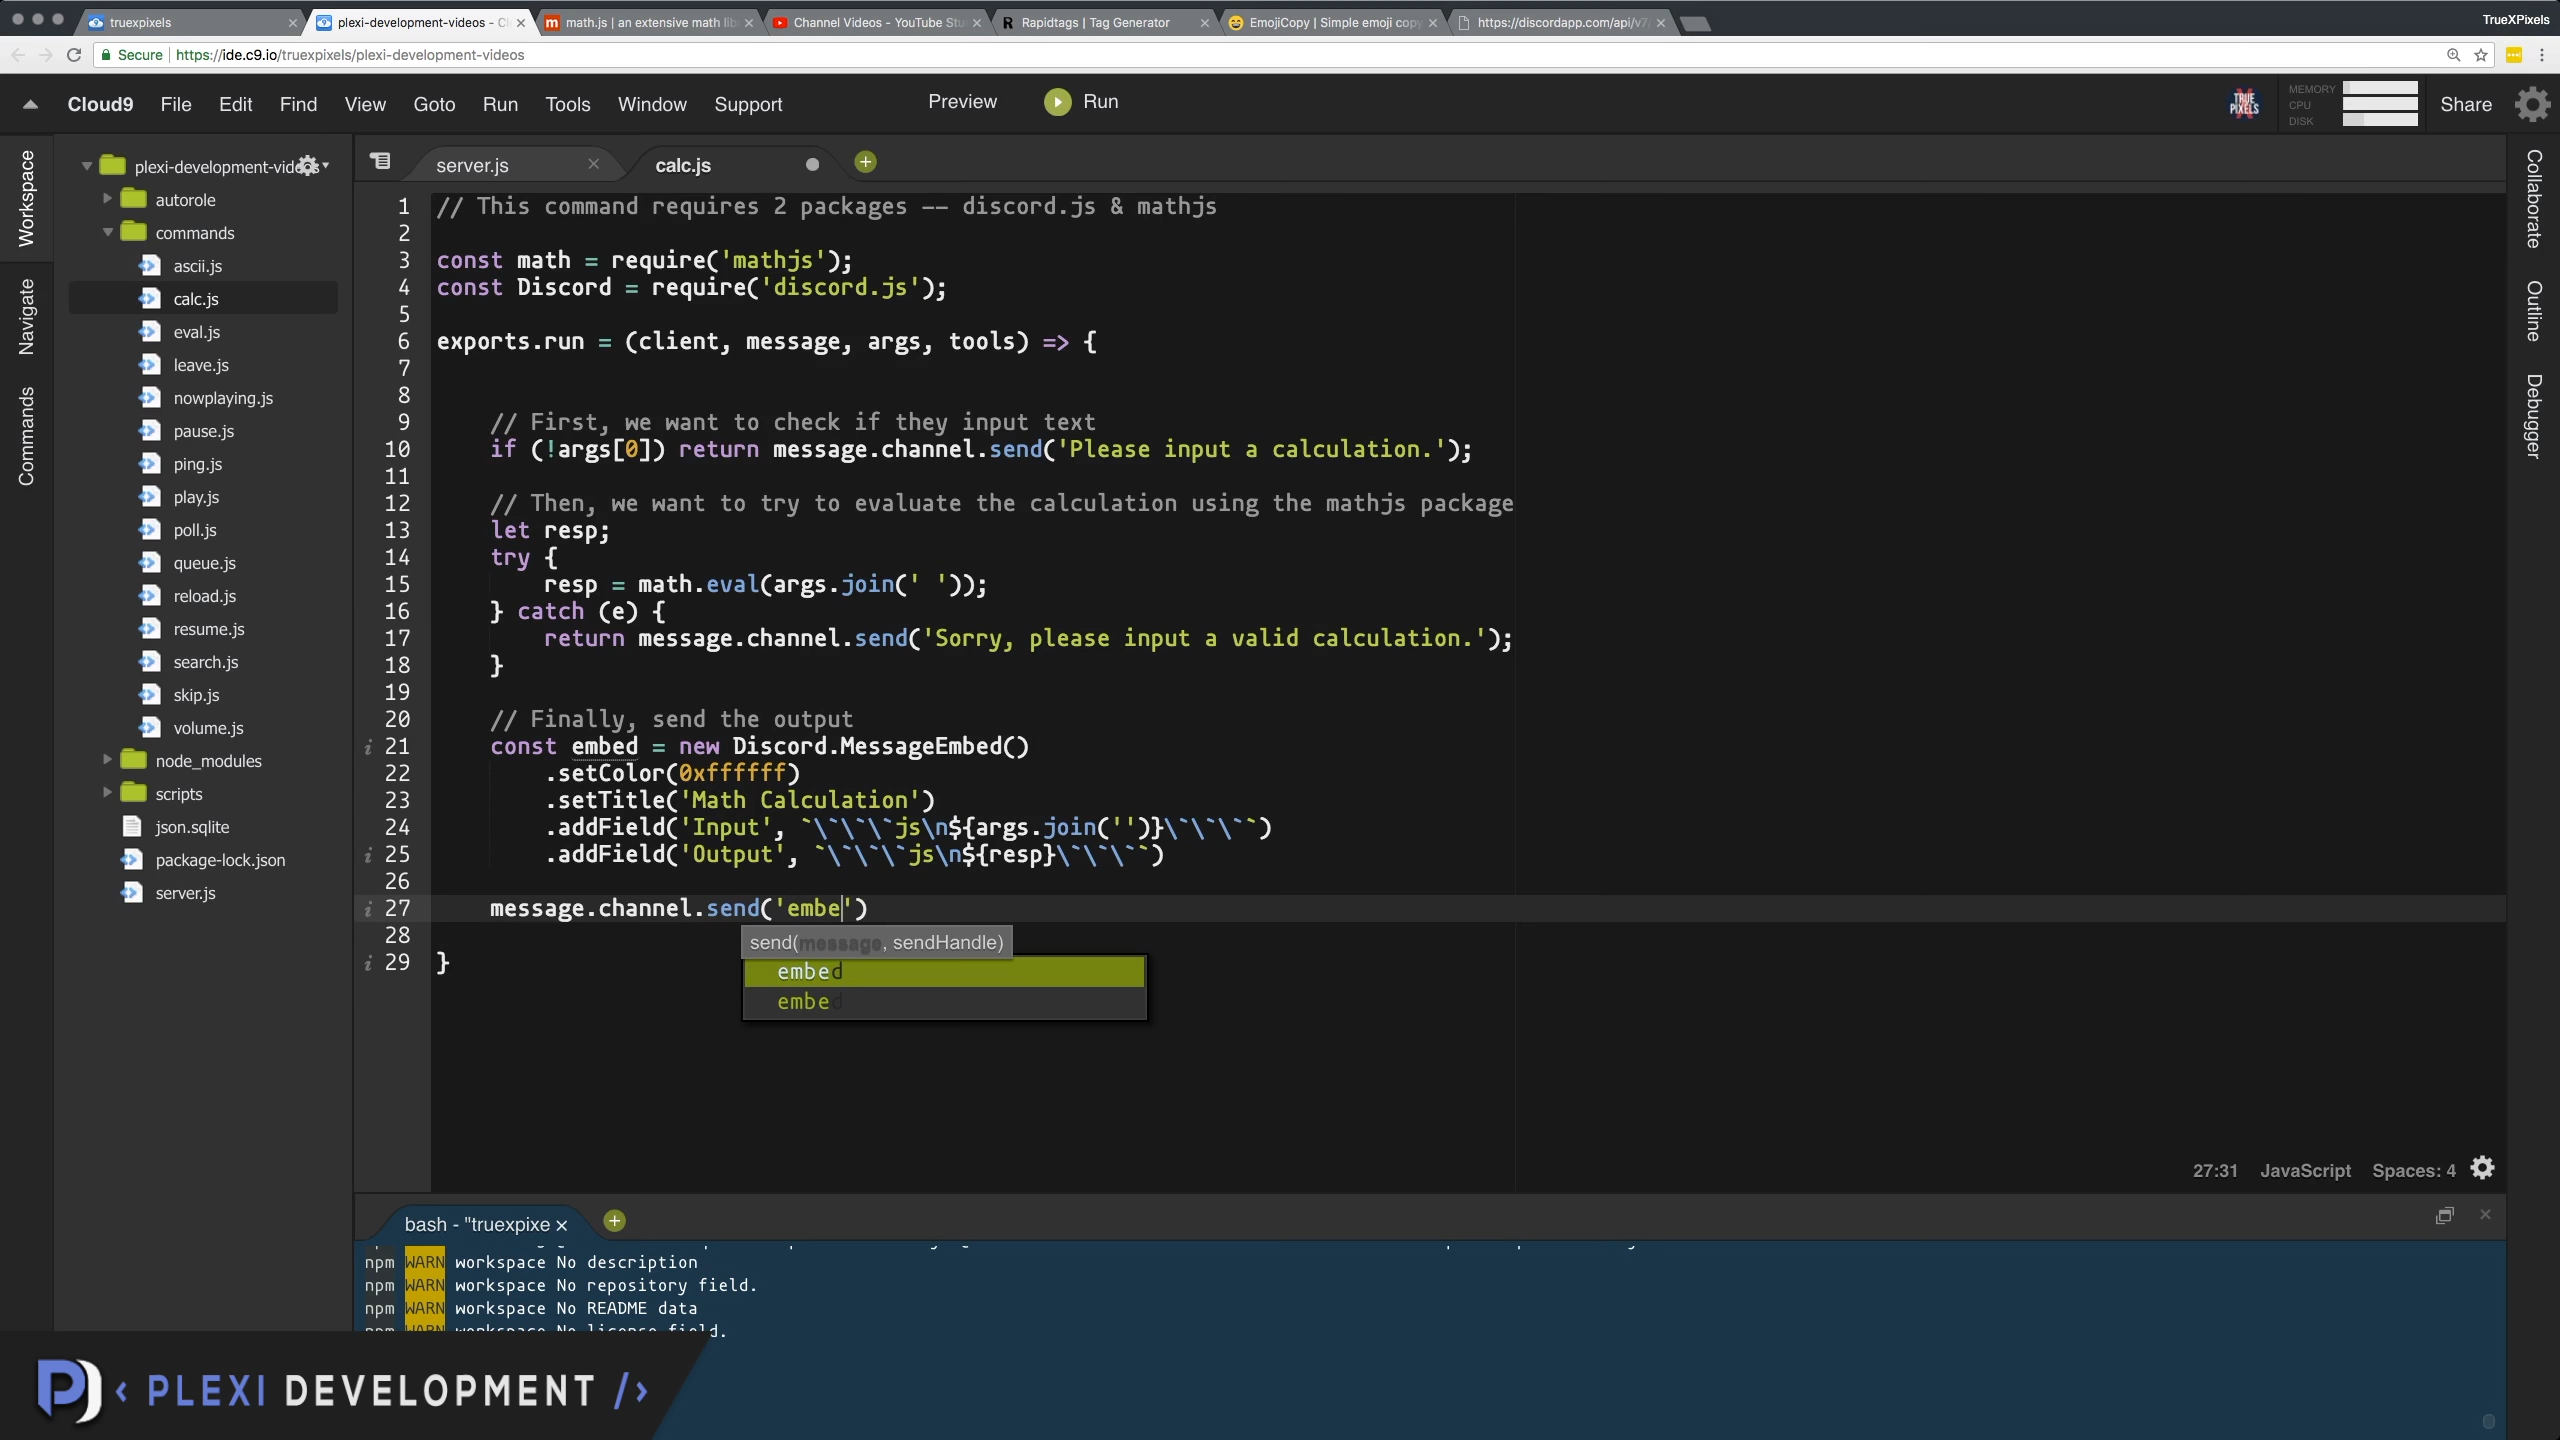 truexpixels
plexi-development-videos - C
math.js | an extensive math li
Channel Videos - YouTube Stu
Rapidtags | Tag Generator
EmojiCopy | Simple emoji copy
https://discordapp.com/api/v7
TrueXPixels
Secure
https://ide.c9.io/truexpixels/plexi-development-videos
Cloud9 File Edit Find View Goto Run Tools Window Support Preview Run
TRUE PIXELS
MEMORY
CPU
DISK
Share
Workspace
Navigate
Commands
plexi-development-videos
autorole
commands
ascii.js
calc.js
eval.js
leave.js
nowplaying.js
pause.js
ping.js
play.js
poll.js
queue.js
reload.js
resume.js
search.js
skip.js
volume.js
node_modules
scripts
json.sqlite
package-lock.json
server.js
server.js
calc.js
1 // This command requires 2 packages -- discord.js & mathjs
2
3 const math = require('mathjs');
4 const Discord = require('discord.js');
5
6 exports.run = (client, message, args, tools) => {
7
8
9 // First, we want to check if they input text
10 if (!args[0]) return message.channel.send('Please input a calculation.');
11
12 // Then, we want to try to evaluate the calculation using the mathjs package
13 let resp;
14 try {
15 resp = math.eval(args.join(' '));
16 } catch (e) {
17 return message.channel.send('Sorry, please input a valid calculation.');
18 }
19
20 // Finally, send the output
21 const embed = new Discord.MessageEmbed()
22 .setColor(0xffffff)
23 .setTitle('Math Calculation')
24 .addField('Input', `\`\`\`js\n${args.join('')}\`\`\``)
25 .addField('Output', `\`\`\`js\n${resp}\`\`\``)
26
27 message.channel.send('embe')
28
29 }
send(message, sendHandle)
embed
embed
27:31 JavaScript Spaces: 4
Collaborate
Outline
Debugger
bash - "truexpixe
npm WARN workspace No description
npm WARN workspace No repository field.
npm WARN workspace No README data
npm WARN workspace No license field.
PD < PLEXI DEVELOPMENT />